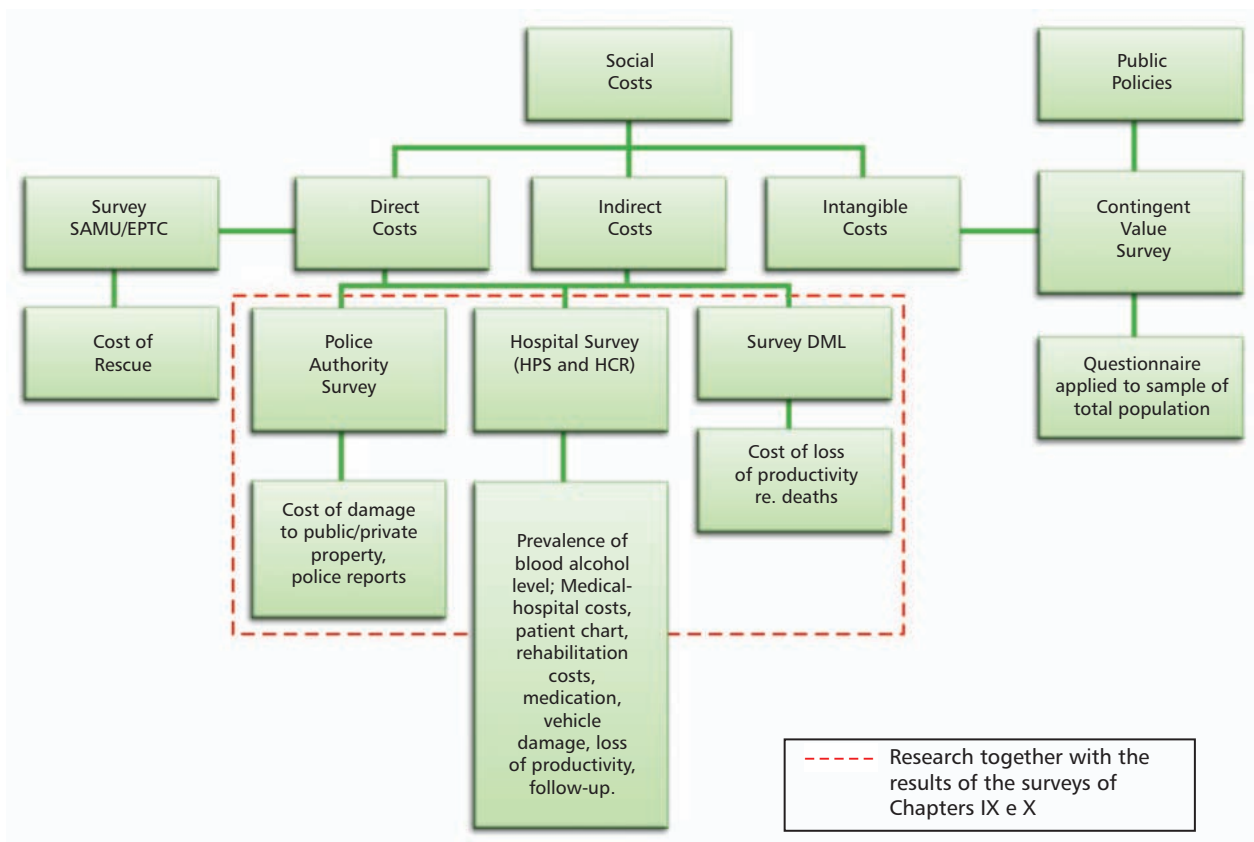 Social
Costs
Public
Policies
Survey
SAMU/EPTC
Direct
Costs
Indirect
Costs
Intangible
Costs
Contingent
Value
Survey
Cost of
Rescue
Police
Authority
Survey
Hospital Survey
(HPS and HCR)
Survey DML
Questionnaire
applied to sample of
total population
Cost of damage
to public/private
property,
police reports
Prevalence of
blood alcohol
level; Medical-
hospital costs,
patient chart,
rehabilitation
costs,
medication,
vehicle
damage, loss
of productivity,
follow-up.
Cost of loss
of productivity
re. deaths
Research together with the
results of the surveys of
Chapters IX e X